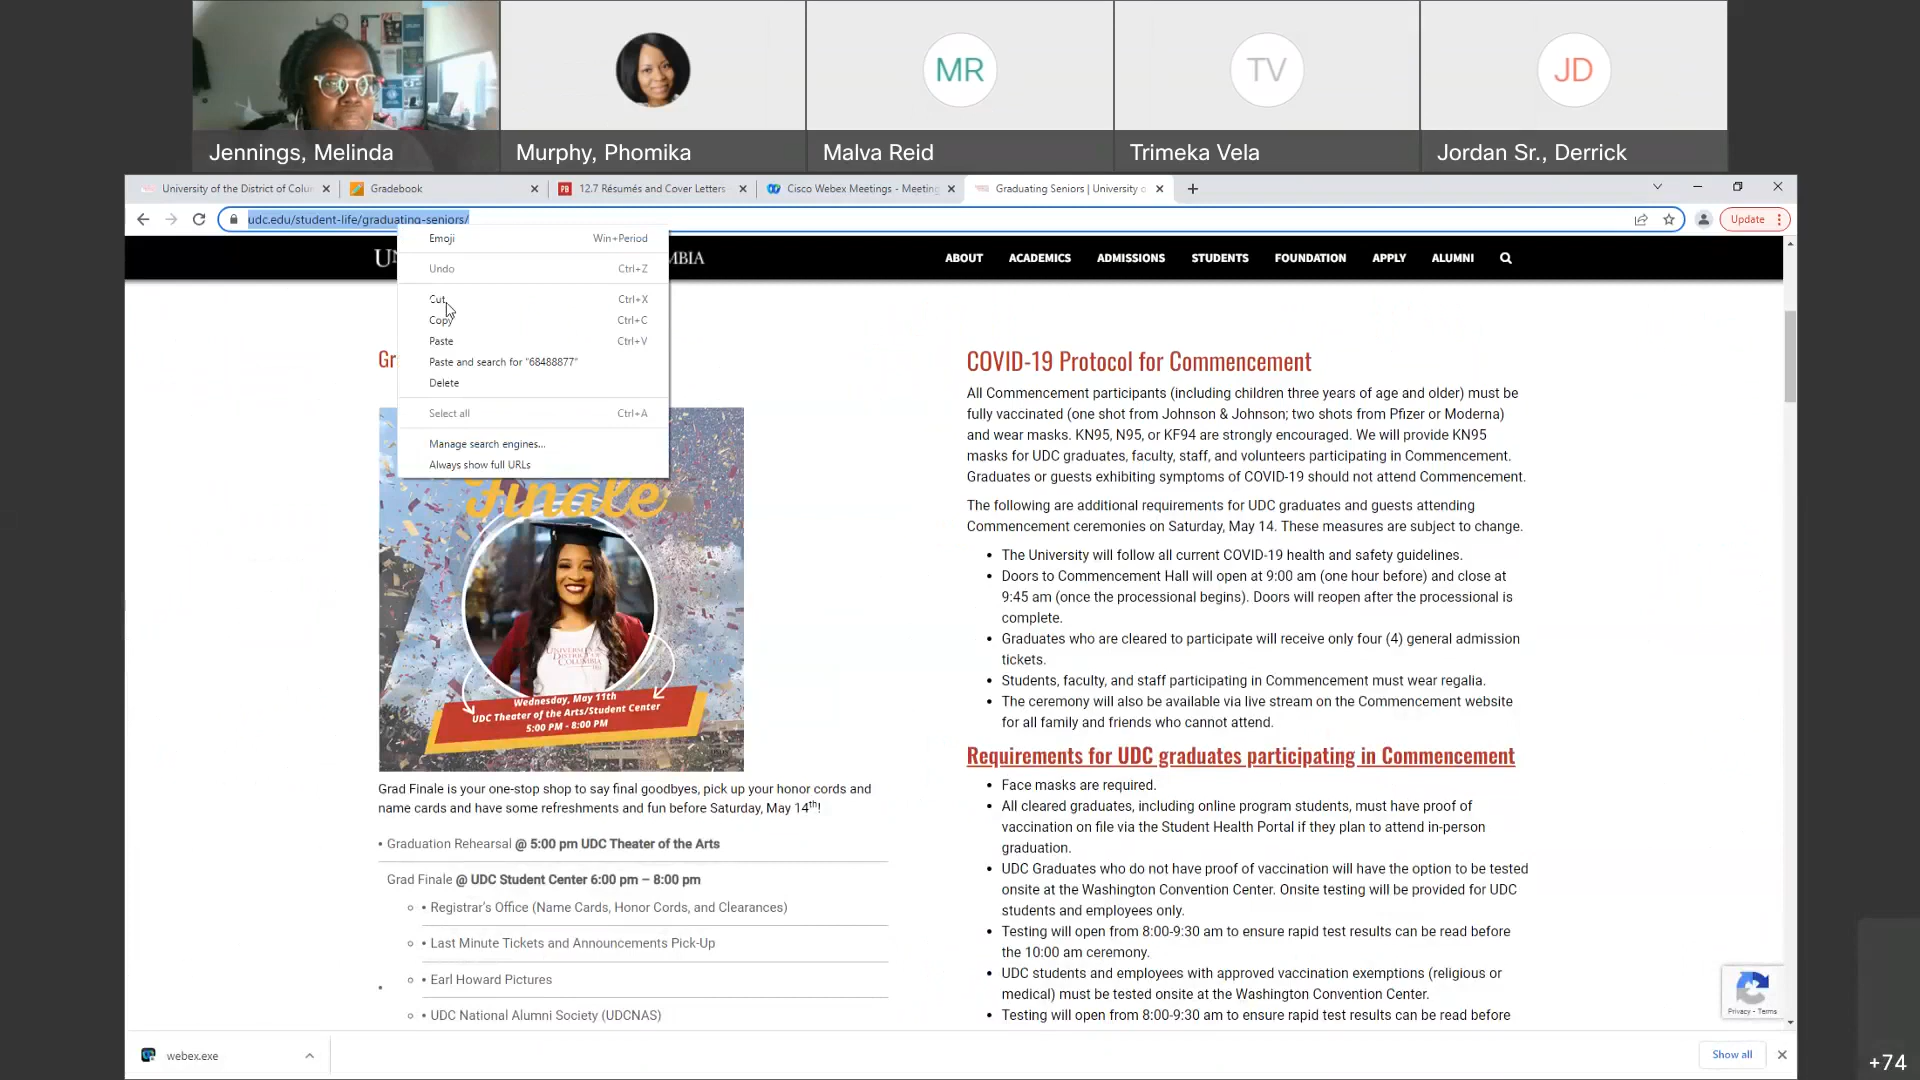 MR
TV
JD
Jennings, Melinda
Murphy, Phomika
Malva Reid
Trimeka Vela
Jordan Sr., Derrick
University of the District of Colu
Gradebook
PB
12.7 Résumés and Cover Letters
Cisco Webex Meetings - Meeting
Graduating Seniors | University o
udc.edu/student-life/graduating-seniors/
Update
MBIA
ABOUT
ACADEMICS
ADMISSIONS
STUDENTS
FOUNDATION
APPLY
ALUMNI
Emoji Win+Period
Undo Ctrl+Z
Cut Ctrl+X
Copy Ctrl+C
Paste Ctrl+V
Paste and search for "68488877"
Delete
Select all Ctrl+A
Manage search engines...
Always show full URLs
Finale
Wednesday, May 11th
UDC Theater of the Arts/Student Center
5:00 PM - 8:00 PM
Grad Finale is your one-stop shop to say final goodbyes, pick up your honor cords and
name cards and have some refreshments and fun before Saturday, May 14th!
• Graduation Rehearsal @ 5:00 pm UDC Theater of the Arts
Grad Finale @ UDC Student Center 6:00 pm – 8:00 pm
• Registrar's Office (Name Cards, Honor Cords, and Clearances)
• Last Minute Tickets and Announcements Pick-Up
• Earl Howard Pictures
• UDC National Alumni Society (UDCNAS)
COVID-19 Protocol for Commencement
All Commencement participants (including children three years of age and older) must be
fully vaccinated (one shot from Johnson & Johnson; two shots from Pfizer or Moderna)
and wear masks. KN95, N95, or KF94 are strongly encouraged. We will provide KN95
masks for UDC graduates, faculty, staff, and volunteers participating in Commencement.
Graduates or guests exhibiting symptoms of COVID-19 should not attend Commencement.
The following are additional requirements for UDC graduates and guests attending
Commencement ceremonies on Saturday, May 14. These measures are subject to change.
• The University will follow all current COVID-19 health and safety guidelines.
• Doors to Commencement Hall will open at 9:00 am (one hour before) and close at
9:45 am (once the processional begins). Doors will reopen after the processional is
complete.
• Graduates who are cleared to participate will receive only four (4) general admission
tickets.
• Students, faculty, and staff participating in Commencement must wear regalia.
• The ceremony will also be available via live stream on the Commencement website
for all family and friends who cannot attend.
Requirements for UDC graduates participating in Commencement
• Face masks are required.
• All cleared graduates, including online program students, must have proof of
vaccination on file via the Student Health Portal if they plan to attend in-person
graduation.
• UDC Graduates who do not have proof of vaccination will have the option to be tested
onsite at the Washington Convention Center. Onsite testing will be provided for UDC
students and employees only.
• Testing will open from 8:00-9:30 am to ensure rapid test results can be read before
the 10:00 am ceremony.
• UDC students and employees with approved vaccination exemptions (religious or
medical) must be tested onsite at the Washington Convention Center.
• Testing will open from 8:00-9:30 am to ensure rapid test results can be read before
Privacy - Terms
webex.exe
Show all
+74